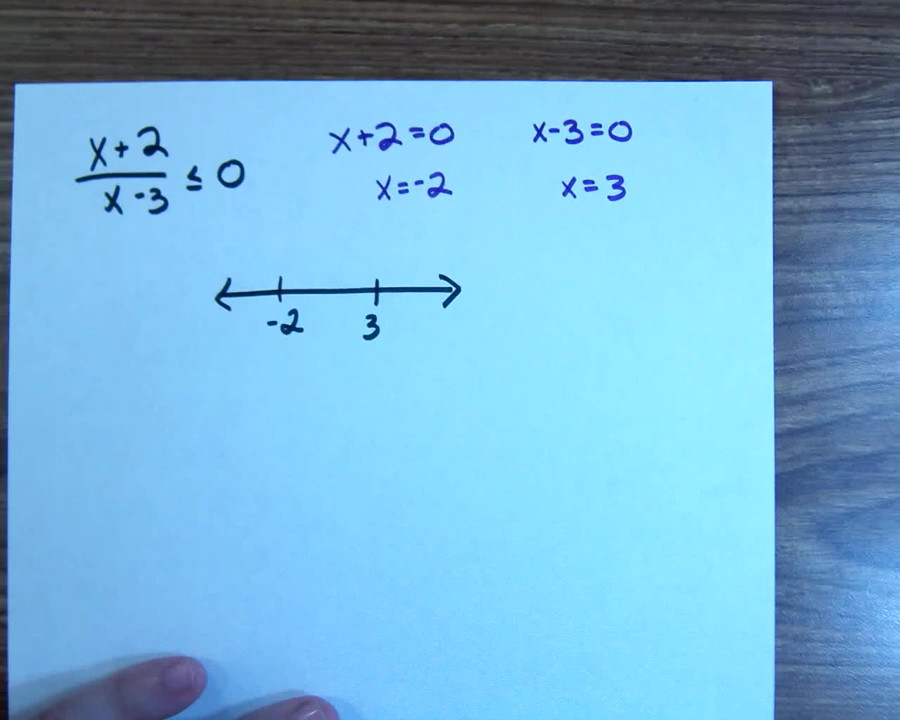 x+2
x-3 ≤ 0
x+2=0
x=-2
x-3=0
x=3
-2 3